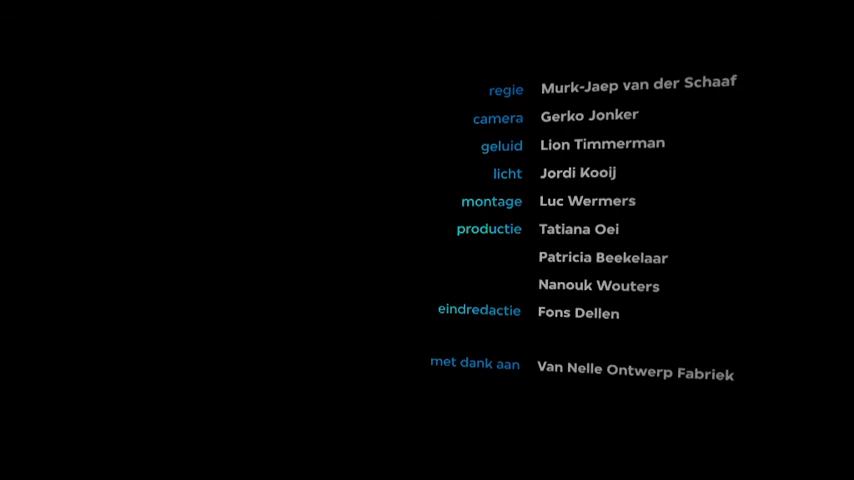 regie Murk-Jaep van der Schaaf
camera Gerko Jonker
geluid Lion Timmerman
licht Jordi Kooij
montage Luc Wermers
productie Tatiana Oei
Patricia Beekelaar
Nanouk Wouters
eindredactie Fons Dellen
met dank aan Van Nelle Ontwerp Fabriek